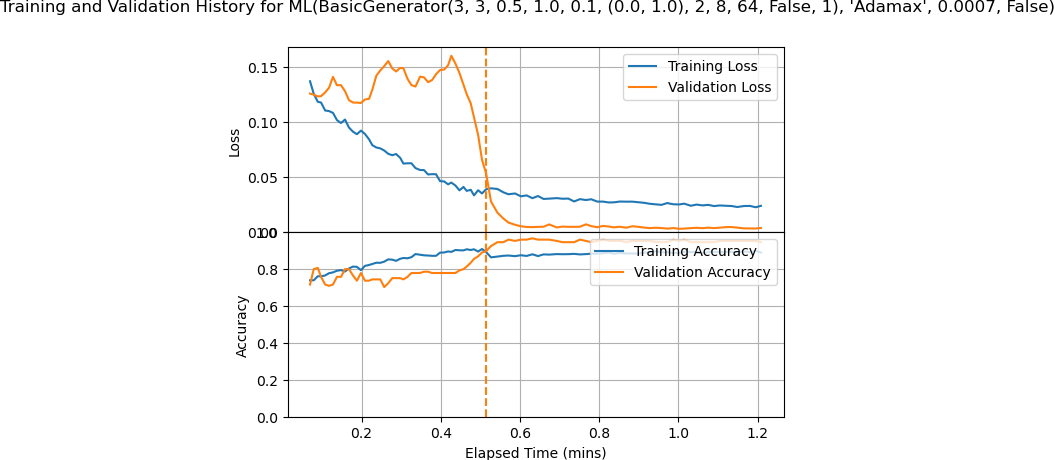 Training and Validation History for ML(BasicGenerator(3, 3, 0.5, 1.0, 0.1, (0.0, 1.0), 2, 8, 64, False, 1), 'Adamax', 0.0007, False)
0.15
0.10
0.05
Loss
Training Loss
Validation Loss
1.0
0.8
0.6
0.4
0.2
0.0
Accuracy
Training Accuracy
Validation Accuracy
0.2 0.4 0.6 0.8 1.0 1.2
Elapsed Time (mins)